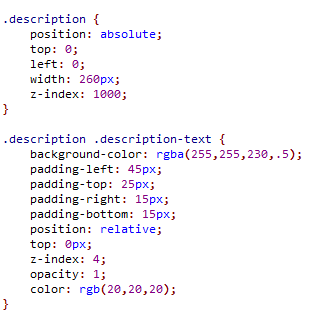 .description {
    position: absolute;
    top: 0;
    left: 0;
    width: 260px;
    z-index: 1000;
}

.description .description-text {
    background-color: rgba(255,255,230,.5);
    padding-left: 45px;
    padding-top: 25px;
    padding-right: 15px;
    padding-bottom: 15px;
    position: relative;
    top: 0px;
    z-index: 4;
    opacity: 1;
    color: rgb(20,20,20);
}